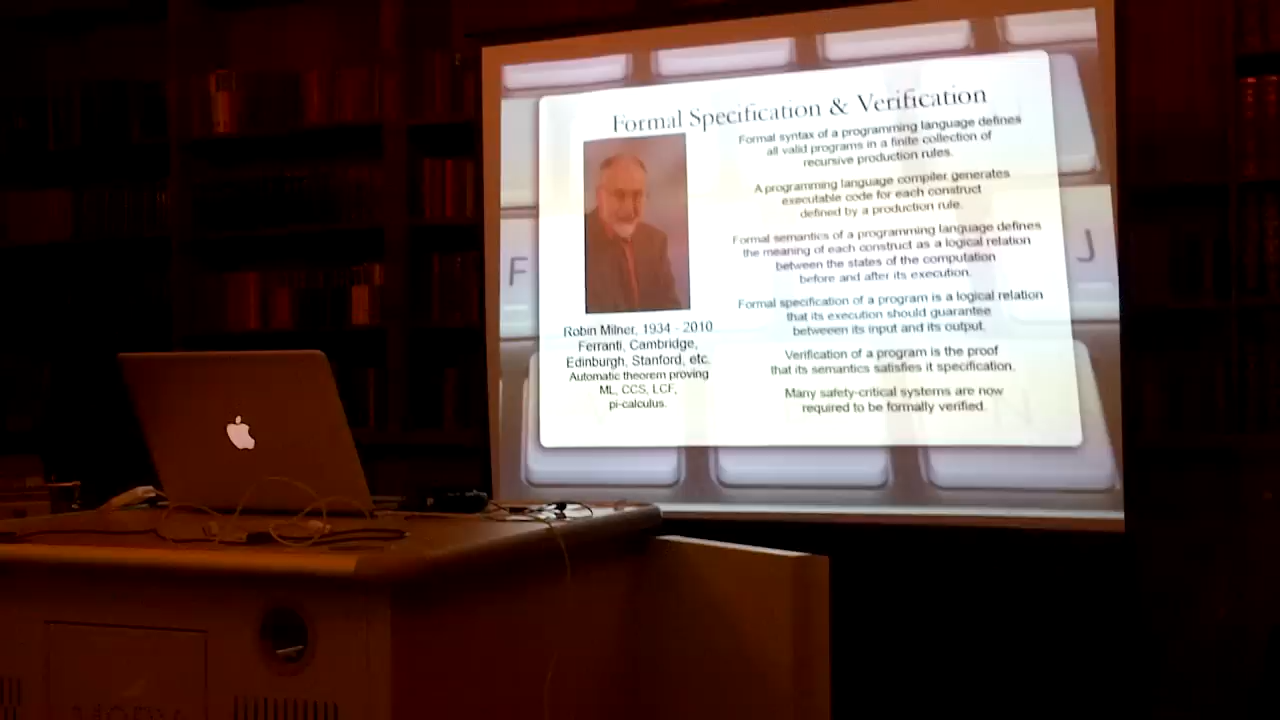 Formal Specification & Verification
Formal syntax of a programming language defines
all valid programs in a finite collection of
recursive production rules.
A programming language compiler generates
executable code for each construct
defined by a production rule.
Formal semantics of a programming language defines
the meaning of each construct as a logical relation
between the states of the computation
before and after its execution.
Formal specification of a program is a logical relation
that its execution should guarantee
betweeen its input and its output.
Verification of a program is the proof
that its semantics satisfies it specification.
Many safety-critical systems are now
required to be formally verified.
Robin Milner, 1934 - 2010
Ferranti, Cambridge,
Edinburgh, Stanford, etc.
Automatic theorem proving
ML, CCS, LCF,
pi-calculus.
F
J